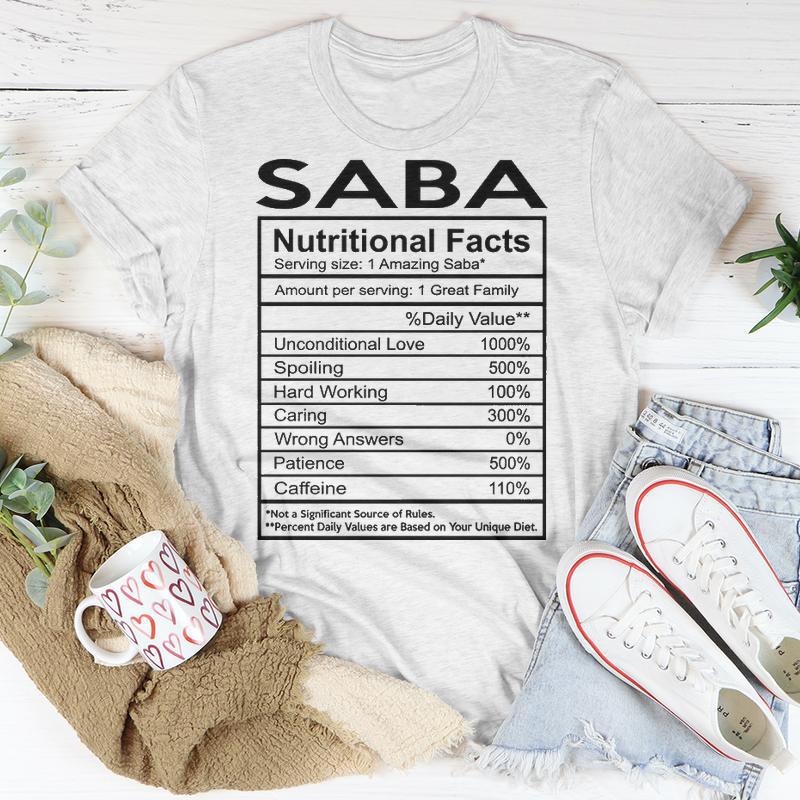 SABA
Nutritional Facts
Serving size: 1 Amazing Saba*
Amount per serving: 1 Great Family
%Daily Value**
Unconditional Love 1000%
Spoiling 500%
Hard Working 100%
Caring 300%
Wrong Answers 0%
Patience 500%
Caffeine 110%
*Not a Significant Source of Rules.
**Percent Daily Values are Based on Your Unique Diet.